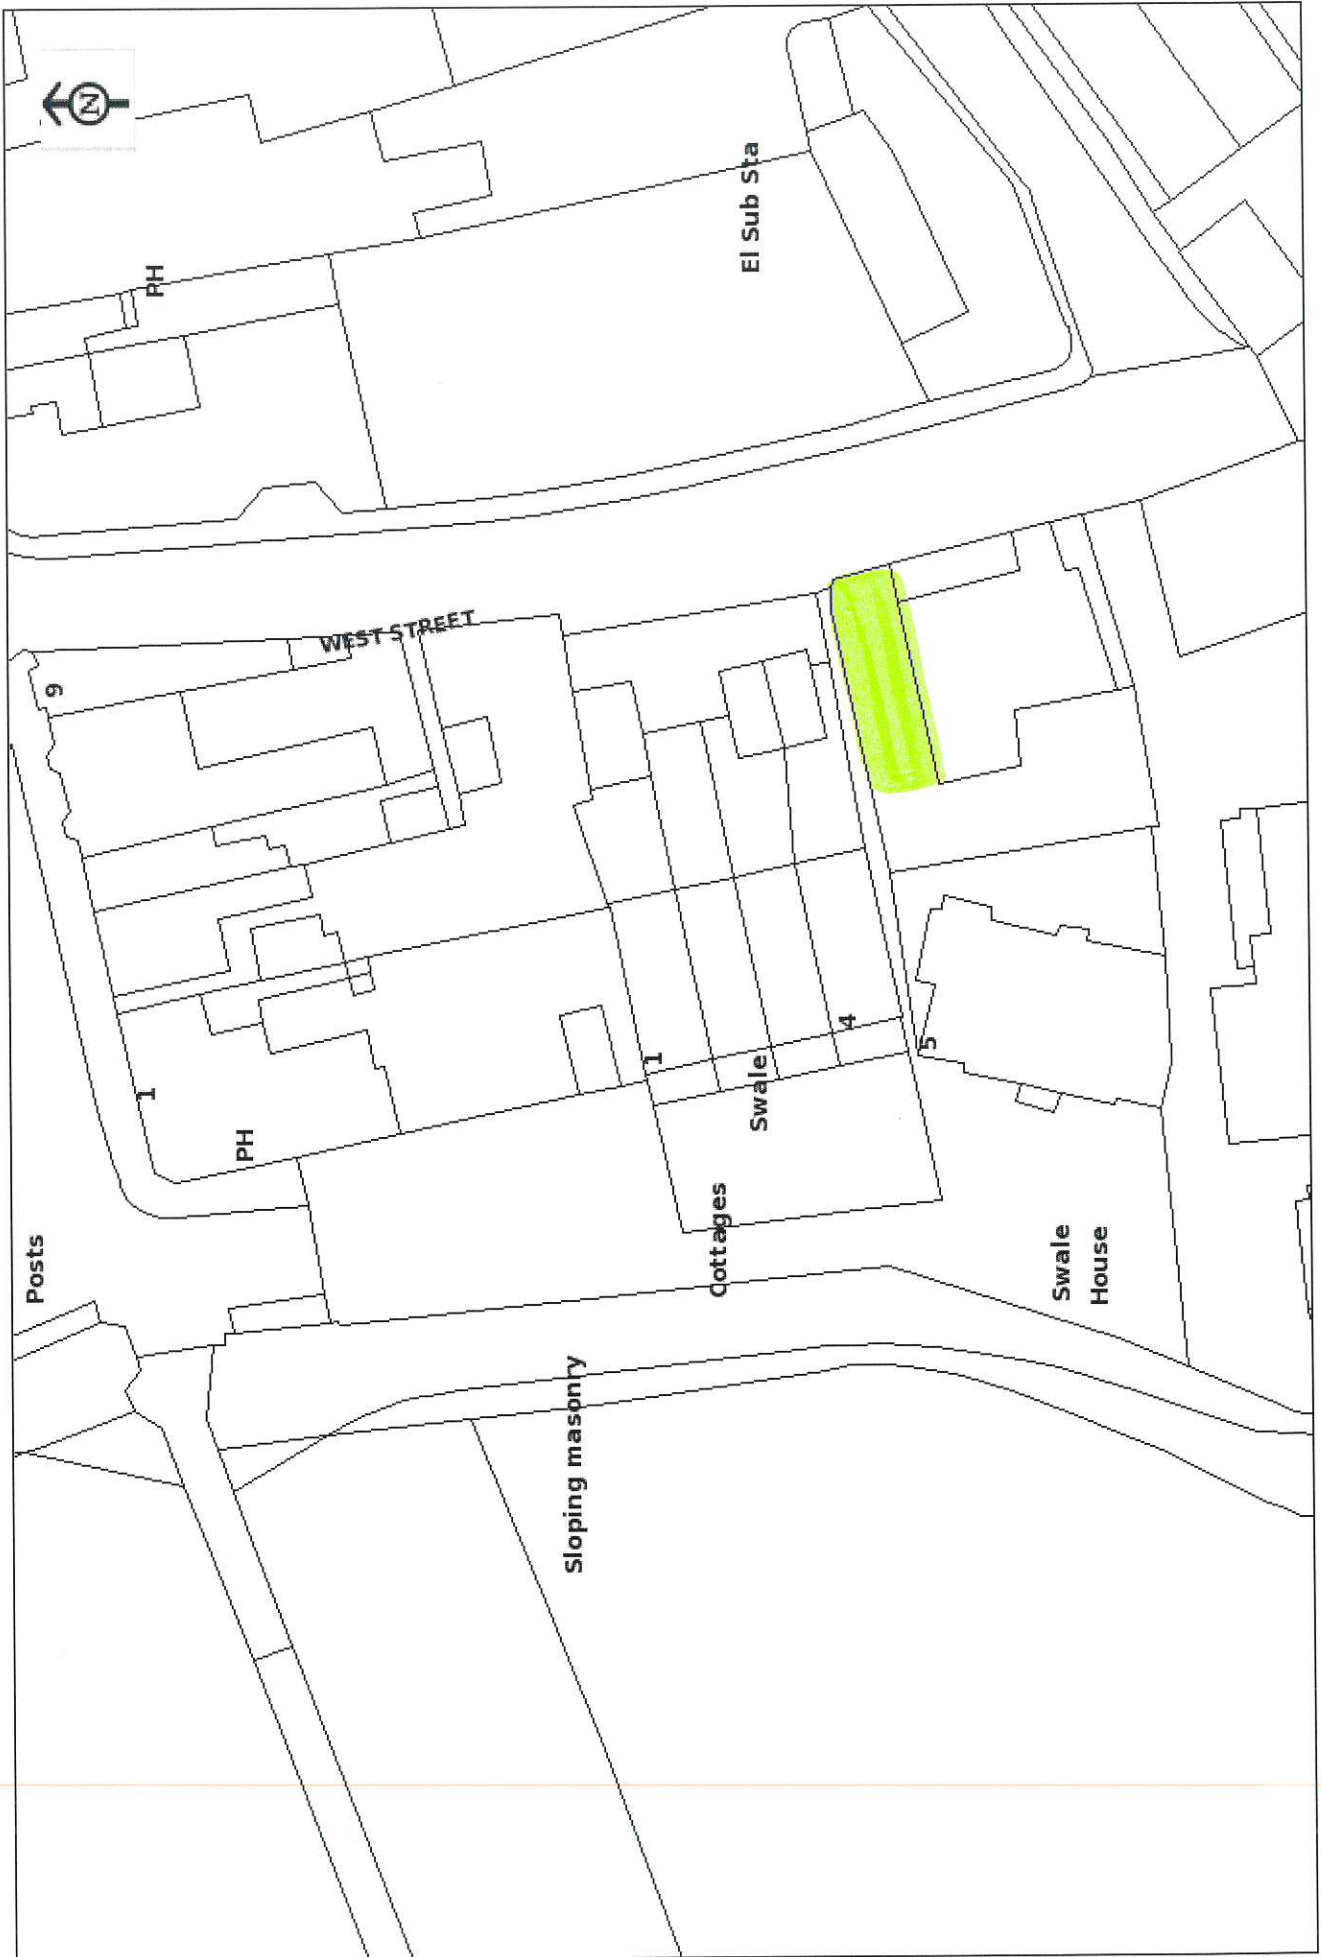 Posts
9
N
1
PH
PH
WEST STREET
Sloping masonry
1
Swale
Cottages
El Sub Sta
4
5
Swale
House